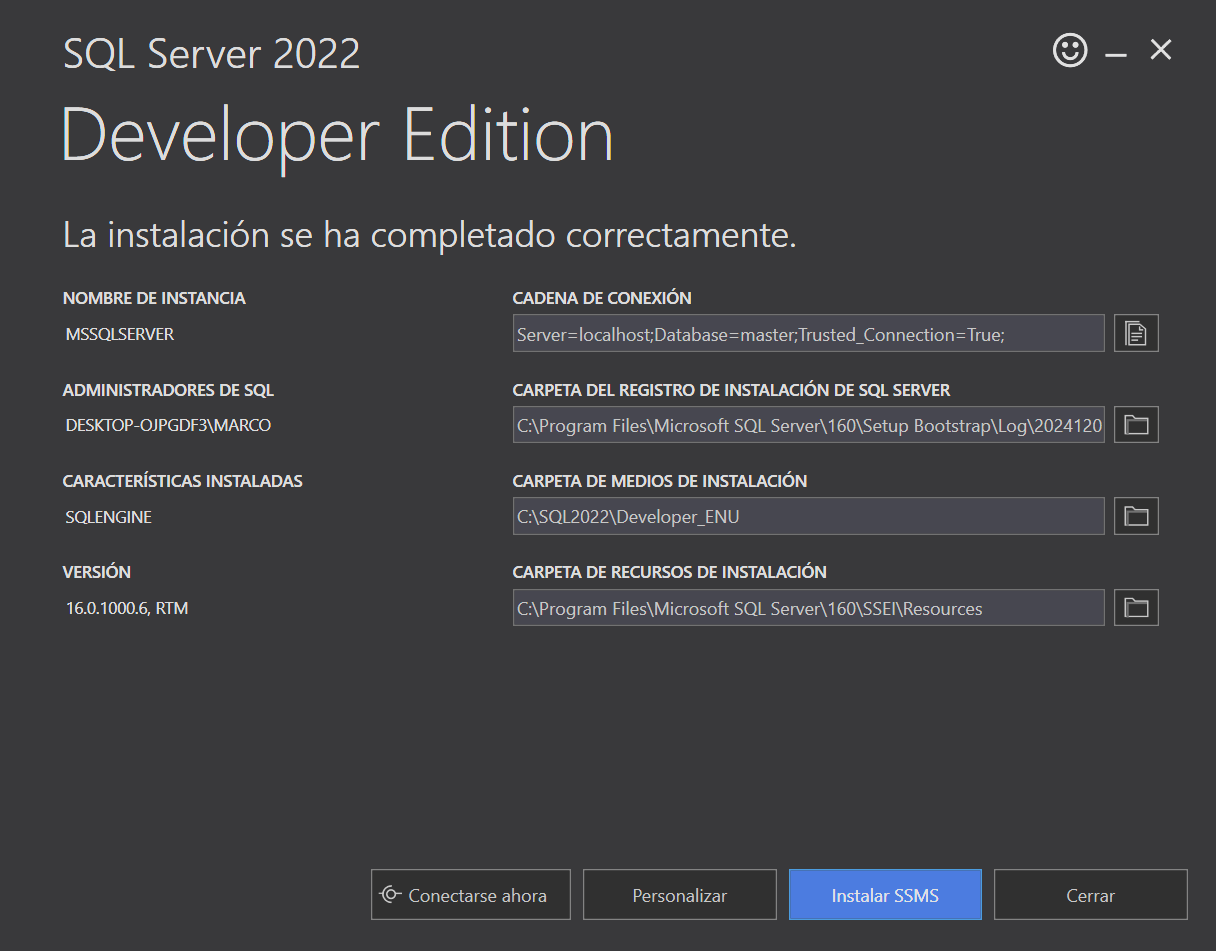 SQL Server 2022
Developer Edition
La instalación se ha completado correctamente.
NOMBRE DE INSTANCIA
MSSQLSERVER
CADENA DE CONEXIÓN
Server=localhost;Database=master;Trusted_Connection=True;
ADMINISTRADORES DE SQL
DESKTOP-OJPGDF3\MARCO
CARPETA DEL REGISTRO DE INSTALACIÓN DE SQL SERVER
C:\Program Files\Microsoft SQL Server\160\Setup Bootstrap\Log\2024120
CARACTERÍSTICAS INSTALADAS
SQLENGINE
CARPETA DE MEDIOS DE INSTALACIÓN
C:\SQL2022\Developer_ENU
VERSIÓN
16.0.1000.6, RTM
CARPETA DE RECURSOS DE INSTALACIÓN
C:\Program Files\Microsoft SQL Server\160\SSEI\Resources
Conectarse ahora
Personalizar
Instalar SSMS
Cerrar